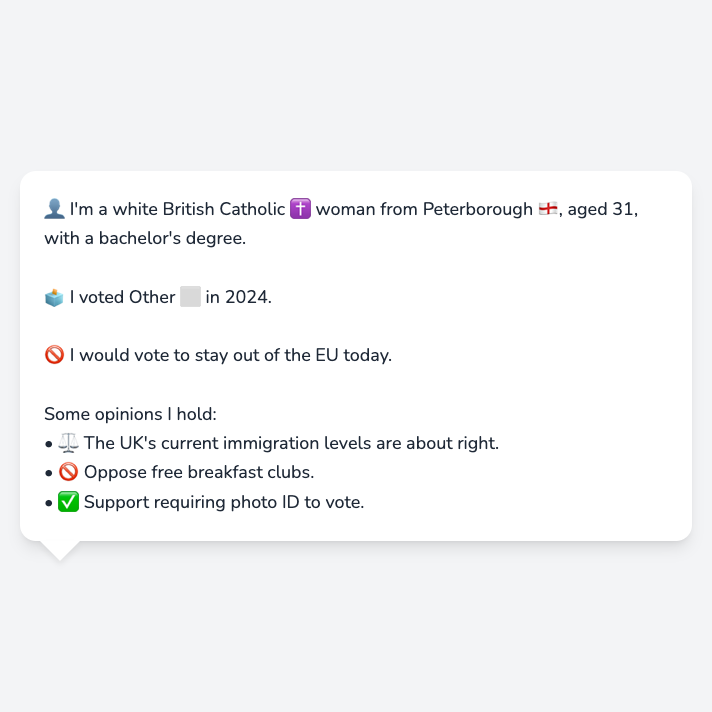 👤 I'm a white British Catholic ✝️ woman from Peterborough 🏴󠁧󠁢󠁥󠁮󠁧󠁿, aged 31,
with a bachelor's degree.
🗳️ I voted Other ⬜ in 2024.
🚫 I would vote to stay out of the EU today.
Some opinions I hold:
• ⚖️ The UK's current immigration levels are about right.
• 🚫 Oppose free breakfast clubs.
• ✅ Support requiring photo ID to vote.